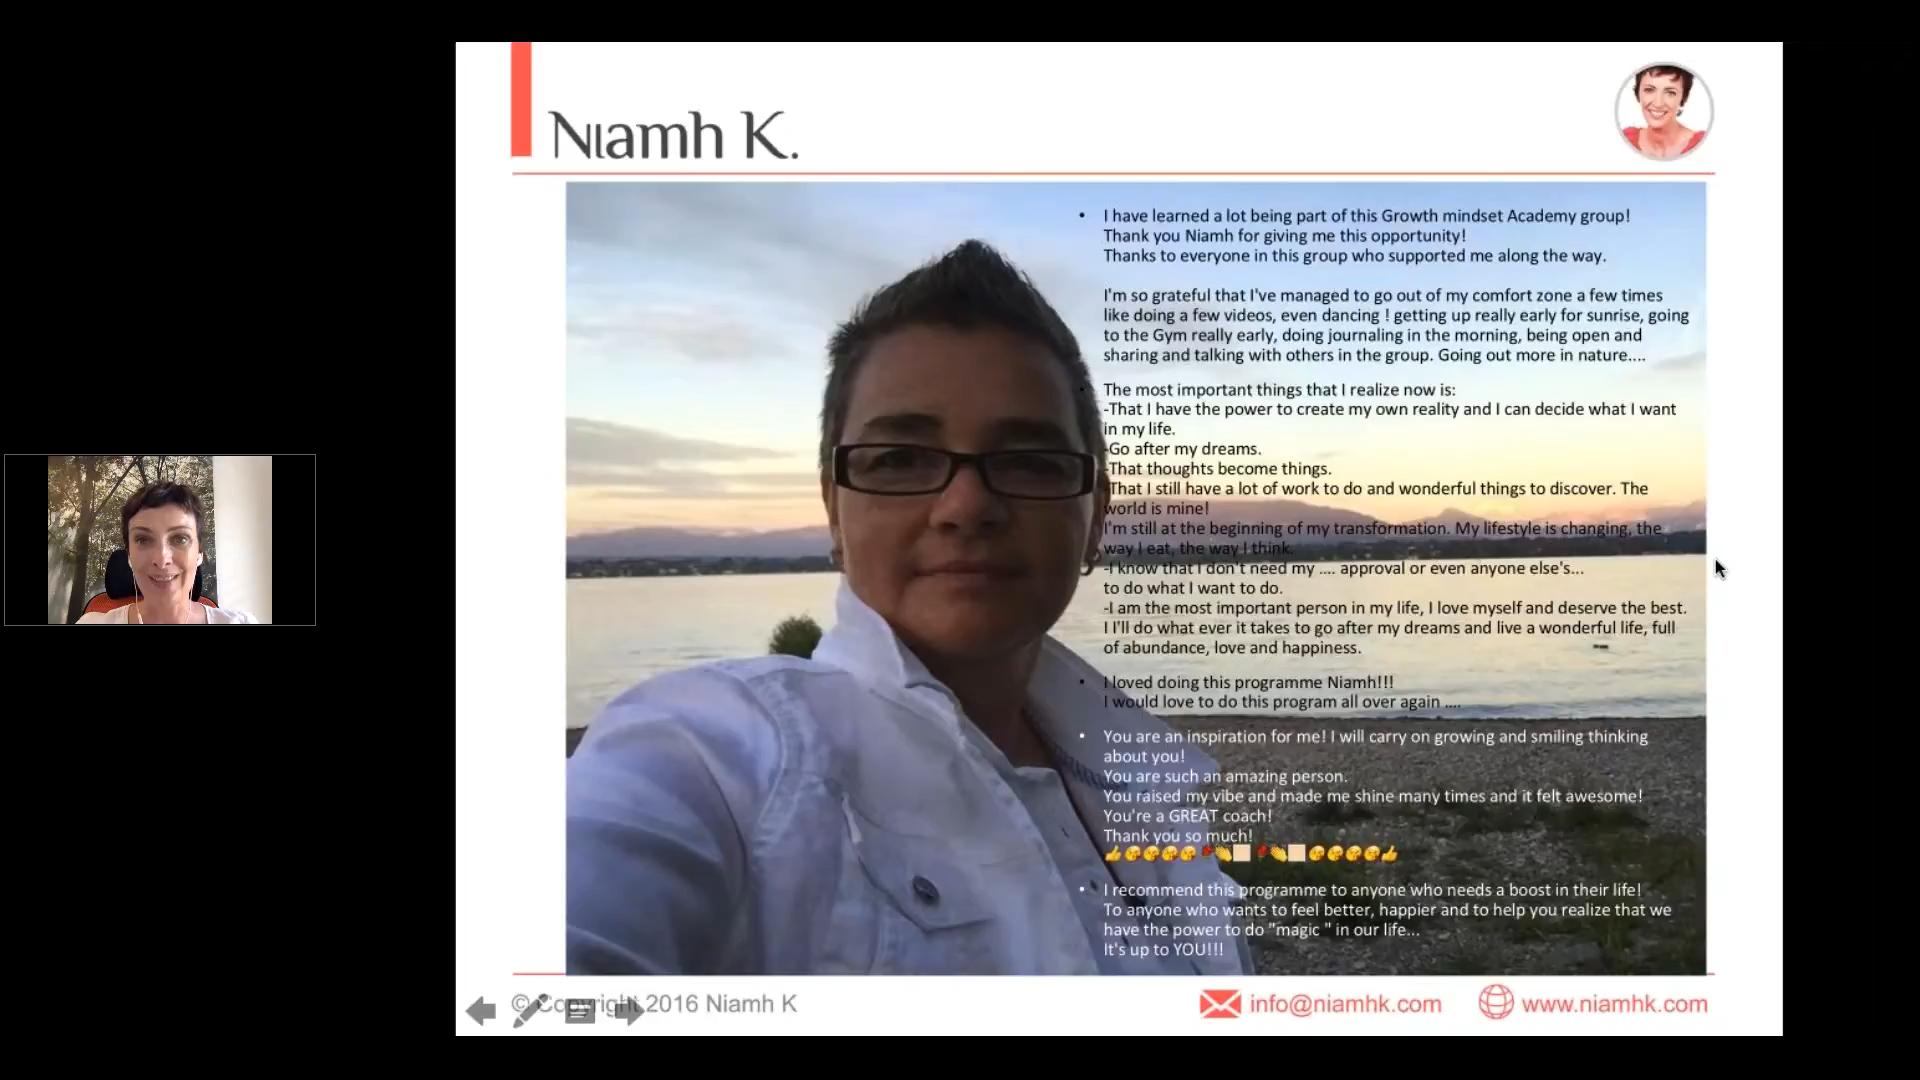 Niamh K.
• I have learned a lot being part of this Growth mindset Academy group!
Thank you Niamh for giving me this opportunity!
Thanks to everyone in this group who supported me along the way.
I'm so grateful that I've managed to go out of my comfort zone a few times
like doing a few videos, even dancing ! getting up really early for sunrise, going
to the Gym really early, doing journaling in the morning, being open and
sharing and talking with others in the group. Going out more in nature....
• The most important things that I realize now is:
-That I have the power to create my own reality and I can decide what I want
in my life.
-Go after my dreams.
-That thoughts become things.
-That I still have a lot of work to do and wonderful things to discover. The
world is mine!
I'm still at the beginning of my transformation. My lifestyle is changing, the
way I eat, the way I think.
-I know that I don't need my .... approval or even anyone else's...
to do what I want to do.
-I am the most important person in my life, I love myself and deserve the best.
I I'll do what ever it takes to go after my dreams and live a wonderful life, full
of abundance, love and happiness.
• I loved doing this programme Niamh!!!
I would love to do this program all over again ....
• You are an inspiration for me! I will carry on growing and smiling thinking
about you!
You are such an amazing person.
You raised my vibe and made me shine many times and it felt awesome!
You're a GREAT coach!
Thank you so much!
• I recommend this programme to anyone who needs a boost in their life!
To anyone who wants to feel better, happier and to help you realize that we
have the power to do "magic " in our life...
It's up to YOU!!!
© Copyright 2016 Niamh K
info@niamhk.com
www.niamhk.com